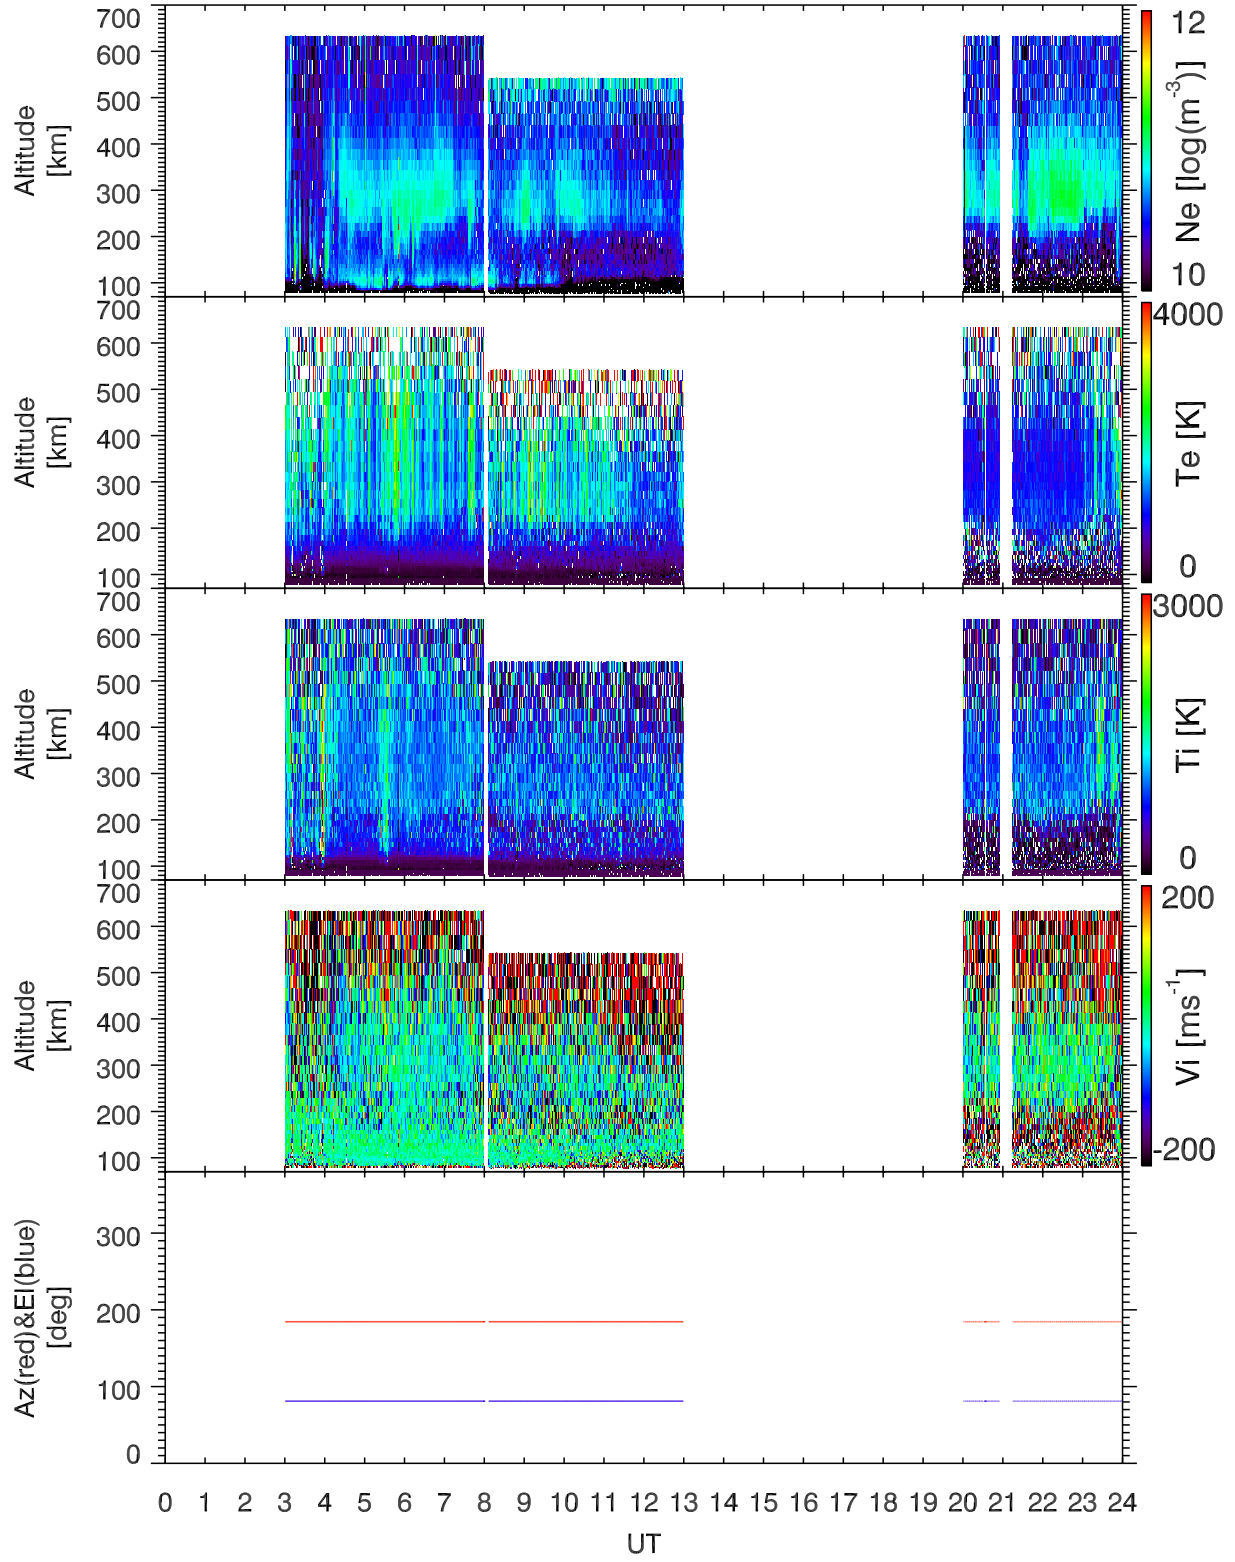 700
600
500
400
300
200
100
Altitude
[km]
12
Ne [log(m⁻³)]
10
700
600
500
400
300
200
100
Altitude
[km]
4000
Te [K]
0
700
600
500
400
300
200
100
Altitude
[km]
3000
Ti [K]
0
700
600
500
400
300
200
100
Altitude
[km]
200
Vi [ms⁻¹]
-200
300
200
100
0
Az(red)&El(blue)
[deg]
0 1 2 3 4 5 6 7 8 9 10 11 12 13 14 15 16 17 18 19 20 21 22 23 24
UT